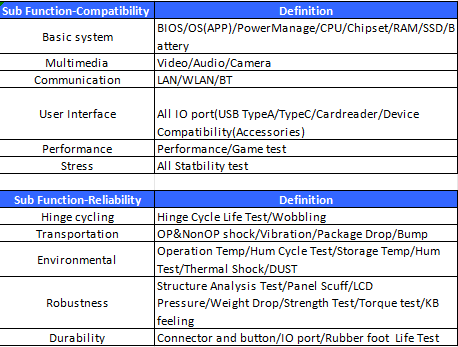 Sub Function-Compatibility Definition
Basic system BIOS/OS(APP)/PowerManage/CPU/Chipset/RAM/SSD/B
attery
Multimedia Video/Audio/Camera
Communication LAN/WLAN/BT
User Interface All IO port(USB TypeA/TypeC/Cardreader/Device
Compatibility(Accessories)
Performance Performance/Game test
Stress All Statbility test
Sub Function-Reliability Definition
Hinge cycling Hinge Cycle Life Test/Wobbling
Transportation OP&NonOP shock/Vibration/Package Drop/Bump
Environmental Operation Temp/Hum Cycle Test/Storage Temp/Hum
Test/Thermal Shock/DUST
Robustness Structure Analysis Test/Panel Scuff/LCD
Pressure/Weight Drop/Strength Test/Torque test/KB
feeling
Durability Connector and button/IO port/Rubber foot Life Test